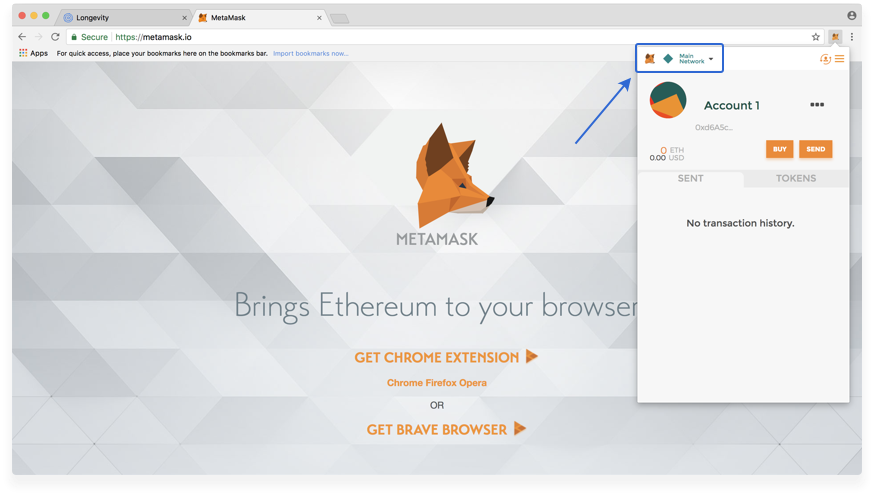 Longevity
MetaMask
Secure
https://metamask.io
Apps
For quick access, place your bookmarks here on the bookmarks bar.
Import bookmarks now...
Main
Network
Account 1
0xd6A5c...
0 ETH
0.00 USD
BUY
SEND
SENT
TOKENS
No transaction history.
METAMASK
Brings Ethereum to your browser
GET CHROME EXTENSION
Chrome Firefox Opera
OR
GET BRAVE BROWSER